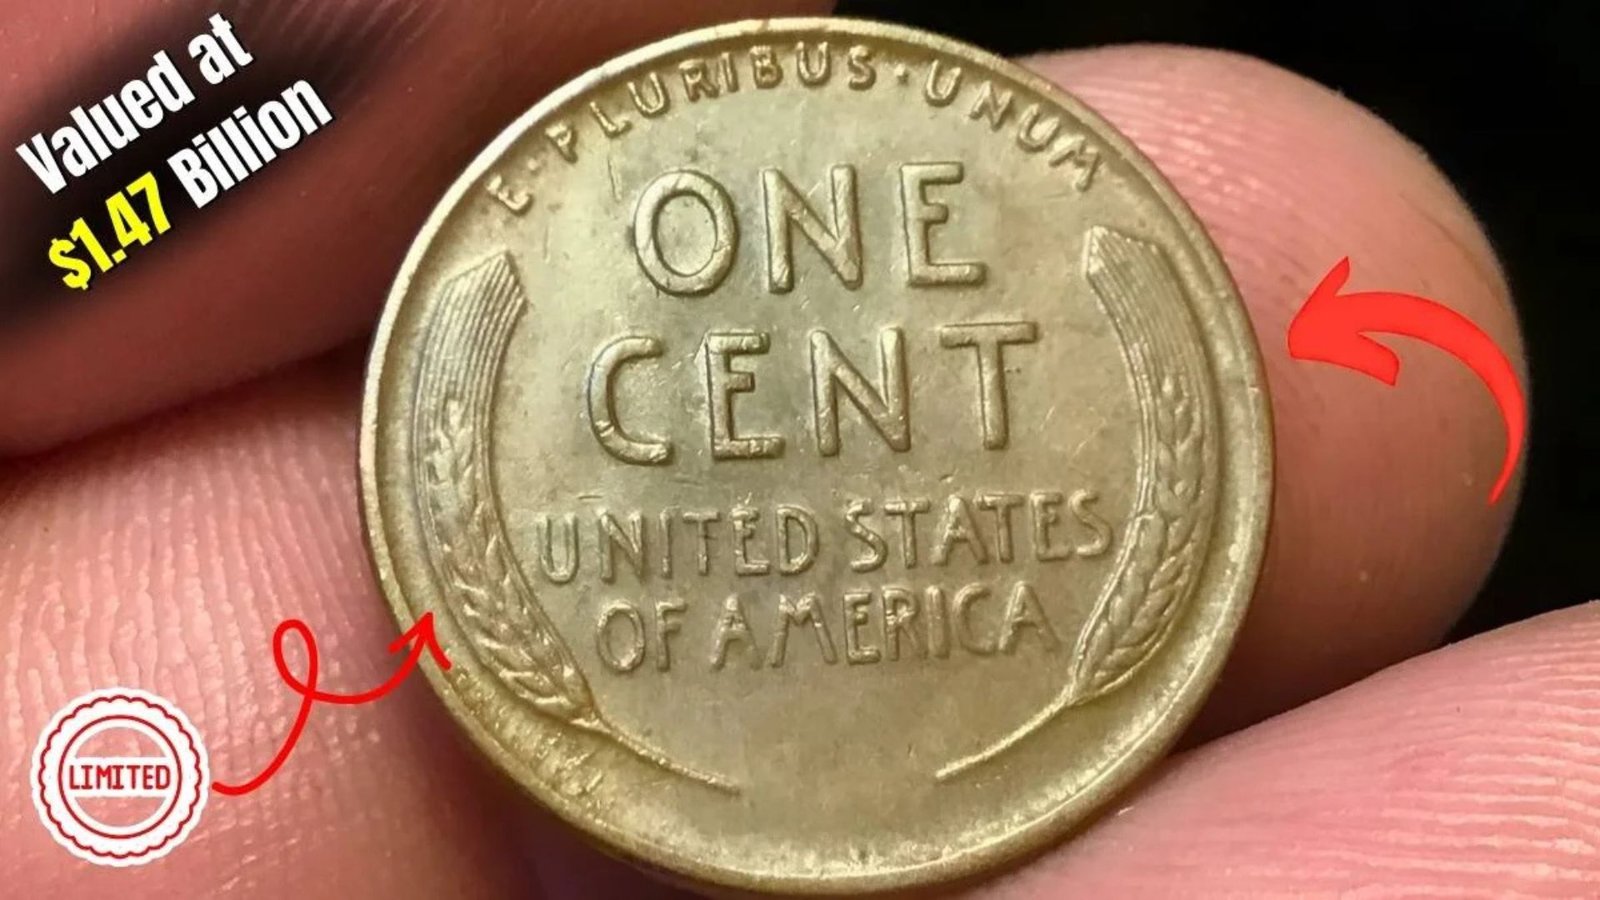 Valued at
$1.47 Billion
E · PLURIBUS · UNUM
ONE
CENT
UNITED STATES
OF AMERICA
LIMITED